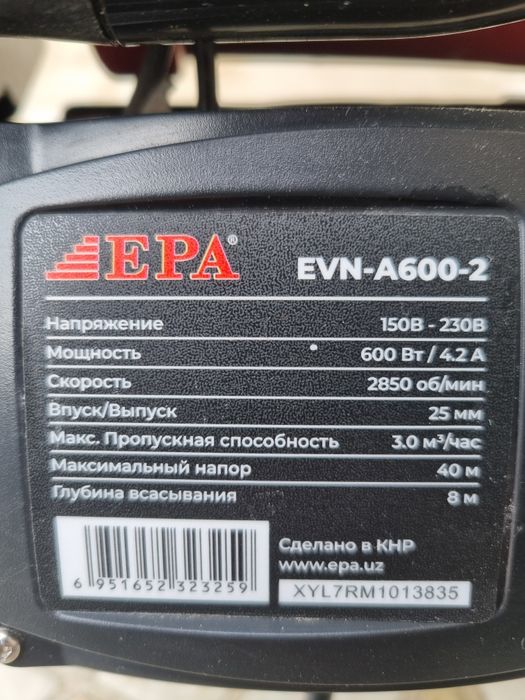 EPA® EVN-A600-2
Напряжение 150В - 230В
Мощность 600 Вт / 4.2 А
Скорость 2850 об/мин
Впуск/Выпуск 25 мм
Макс. Пропускная способность 3.0 м³/час
Максимальный напор 40 м
Глубина всасывания 8 м
Сделано в КНР
www.epa.uz
6 951652 323259
XYL7RM1013835